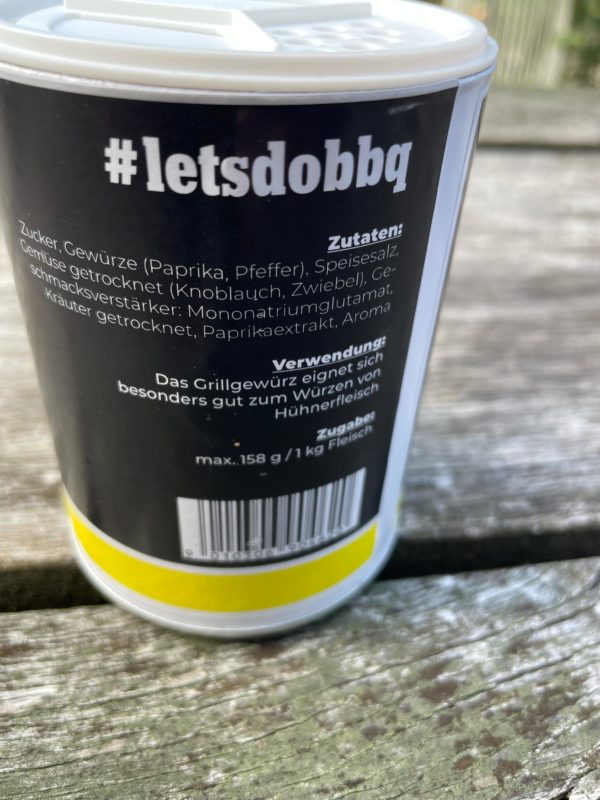 #letsdobbq
Zutaten:
Zucker, Gewürze (Paprika, Pfeffer), Speisesalz,
Gemüse getrocknet (Knoblauch, Zwiebel), Ge-
schmacksverstärker: Mononatriumglutamat,
Kräuter getrocknet, Paprikaextrakt, Aroma
Verwendung:
Das Grillgewürz eignet sich
besonders gut zum Würzen von
Hühnerfleisch
Zugabe:
max. 158 g / 1 kg Fleisch